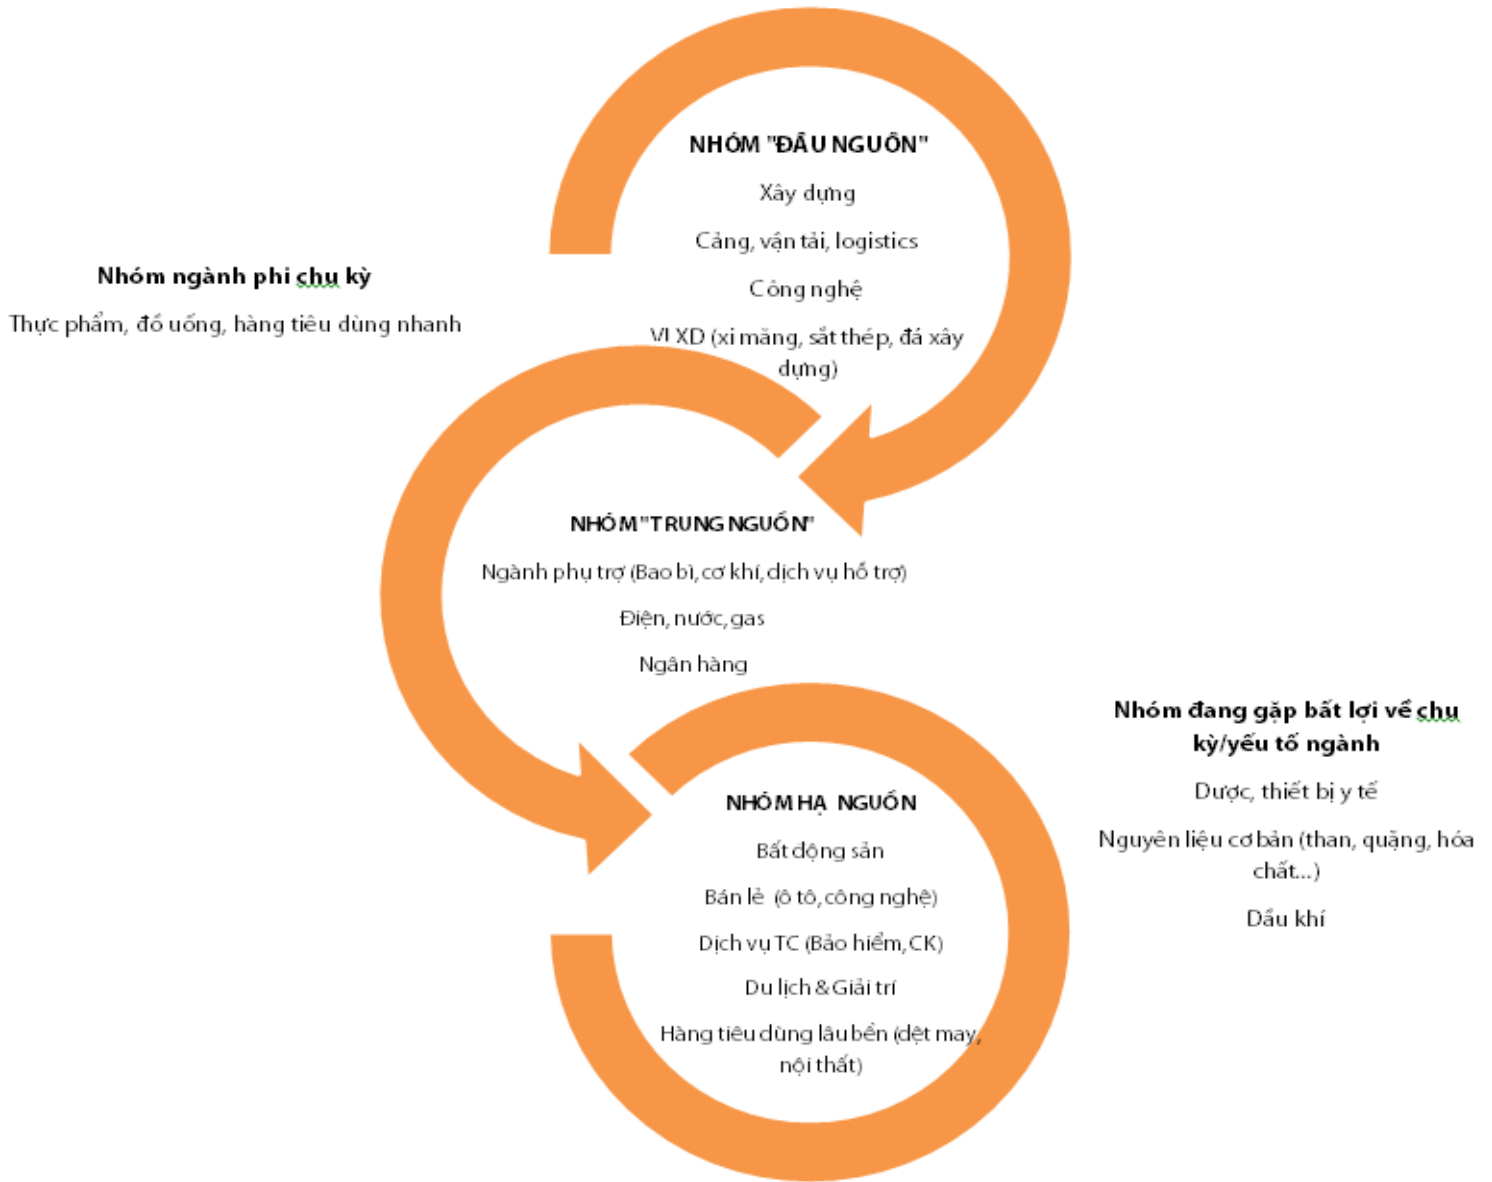 NHÓM "ĐẦU NGUỒN"
Xây dựng
Cảng, vận tải, logistics
Công nghệ
XD (xi măng, sắt thép, đá xây
dựng)
Nhóm ngành phi chu kỳ
Thực phẩm, đồ uống, hàng tiêu dùng nhanh
NHÓM "TRUNG NGUỒN"
Ngành phụ trợ (Bao bì, cơ khí, dịch vụ hỗ trợ)
Điện, nước, gas
Ngân hàng
NHÓM HẠ NGUỒN
Bất động sản
Bán lẻ (ô tô, công nghệ)
Dịch vụ TC (Bảo hiểm, CK)
Du lịch & Giải trí
Hàng tiêu dùng lâu bền (dệt may,
nội thất)
Nhóm đang gặp bất lợi về chu
kỳ/yếu tố ngành
Dược, thiết bị y tế
Nguyên liệu cơ bản (than, quặng, hóa
chất...)
Dầu khí